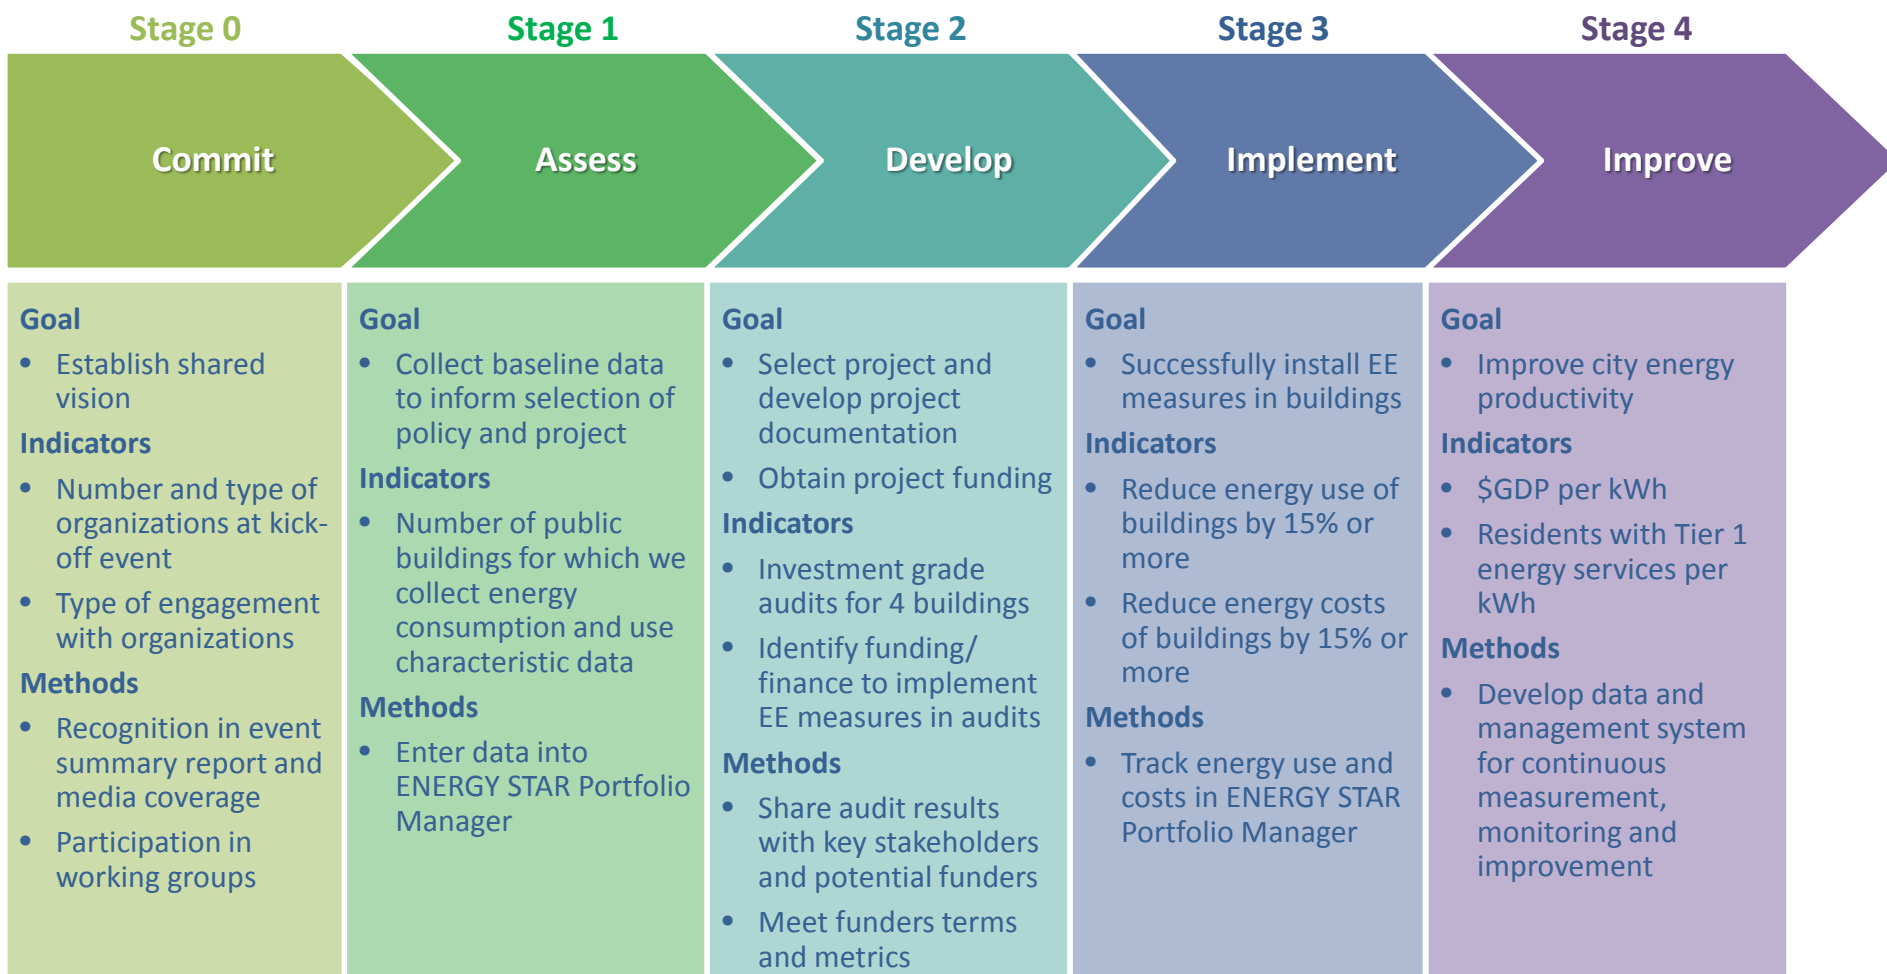 Stage 0
Stage 1
Stage 2
Stage 3
Stage 4
Commit
Assess
Develop
Implement
Improve
Goal
• Establish shared
vision
Indicators
• Number and type of
organizations at kick-
off event
• Type of engagement
with organizations
Methods
• Recognition in event
summary report and
media coverage
• Participation in
working groups
Goal
• Collect baseline data
to inform selection of
policy and project
Indicators
• Number of public
buildings for which we
collect energy
consumption and use
characteristic data
Methods
• Enter data into
ENERGY STAR Portfolio
Manager
Goal
• Select project and
develop project
documentation
• Obtain project funding
Indicators
• Investment grade
audits for 4 buildings
• Identify funding/
finance to implement
EE measures in audits
Methods
• Share audit results
with key stakeholders
and potential funders
• Meet funders terms
and metrics
Goal
• Successfully install EE
measures in buildings
Indicators
• Reduce energy use of
buildings by 15% or
more
• Reduce energy costs
of buildings by 15% or
more
Methods
• Track energy use and
costs in ENERGY STAR
Portfolio Manager
Goal
• Improve city energy
productivity
Indicators
• $GDP per kWh
• Residents with Tier 1
energy services per
kWh
Methods
• Develop data and
management system
for continuous
measurement,
monitoring and
improvement